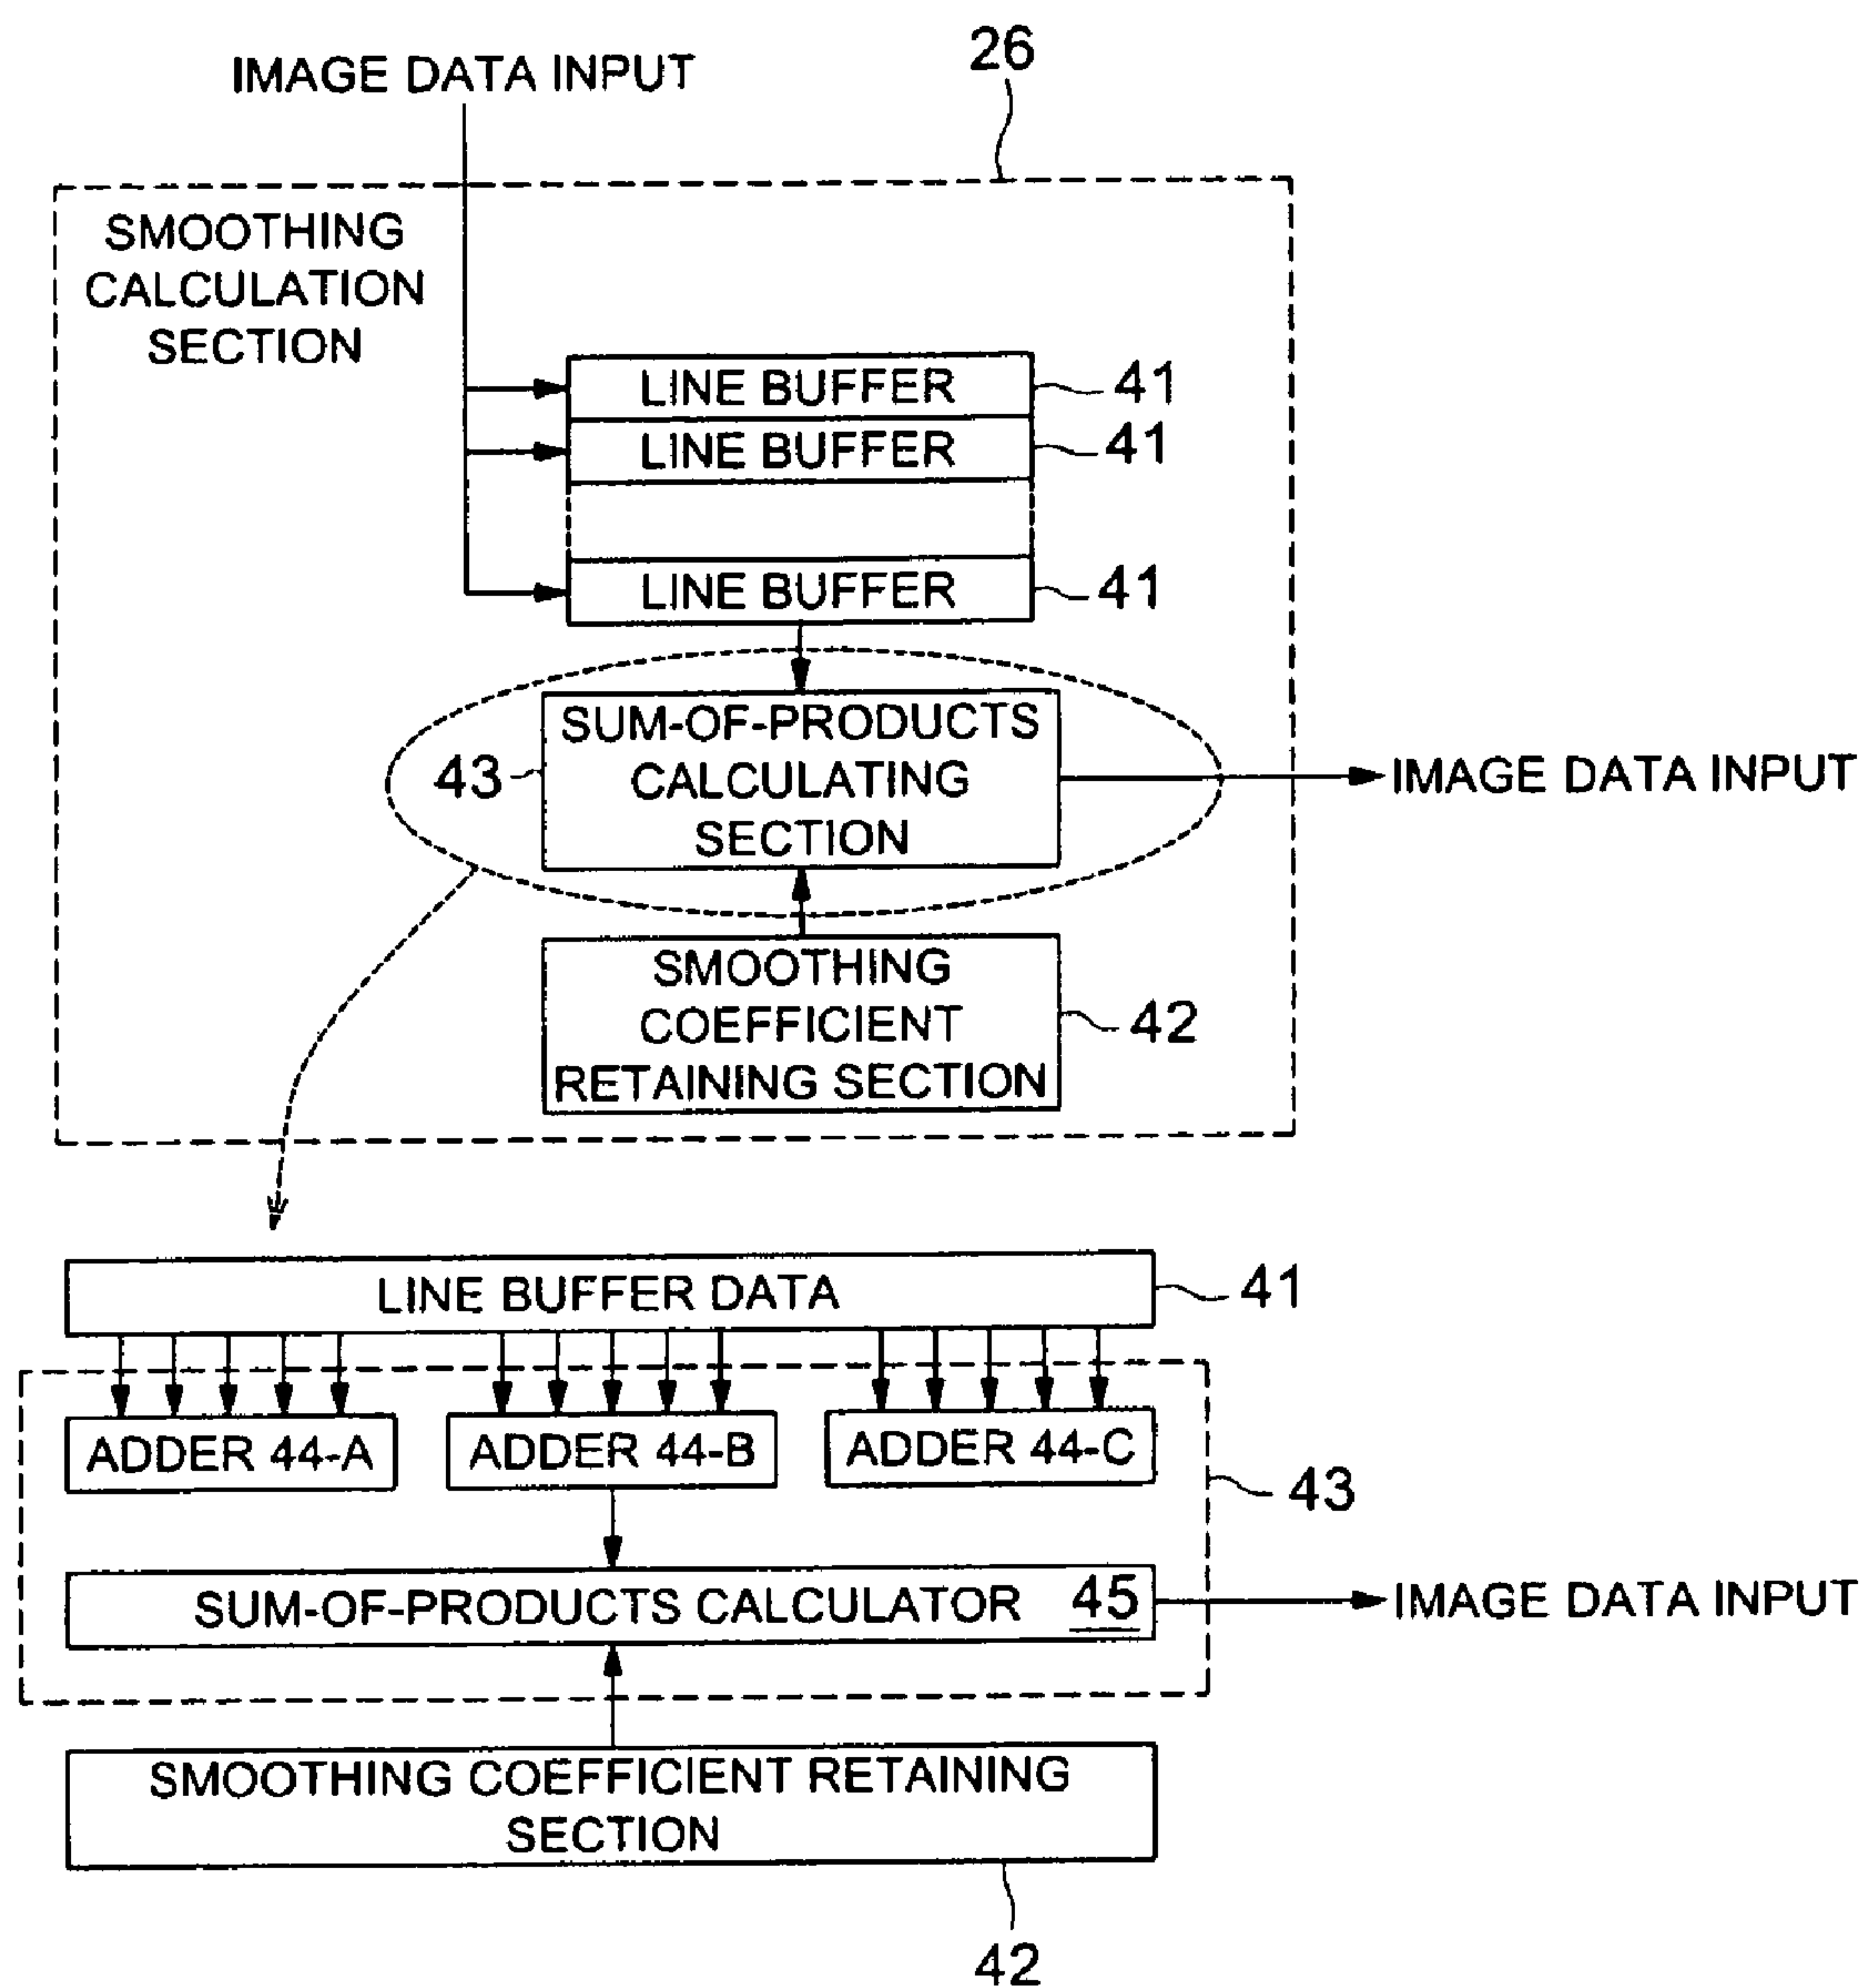 26
IMAGE DATA INPUT
SMOOTHING
CALCULATION
SECTION
LINE BUFFER
41
LINE BUFFER
41
LINE BUFFER
41
SUM-OF-PRODUCTS
CALCULATING
SECTION
43
IMAGE DATA INPUT
SMOOTHING
COEFFICIENT
RETAINING SECTION
42
LINE BUFFER DATA
41
ADDER 44-A
ADDER 44-B
ADDER 44-C
43
SUM-OF-PRODUCTS CALCULATOR 45
IMAGE DATA INPUT
SMOOTHING COEFFICIENT RETAINING
SECTION
42